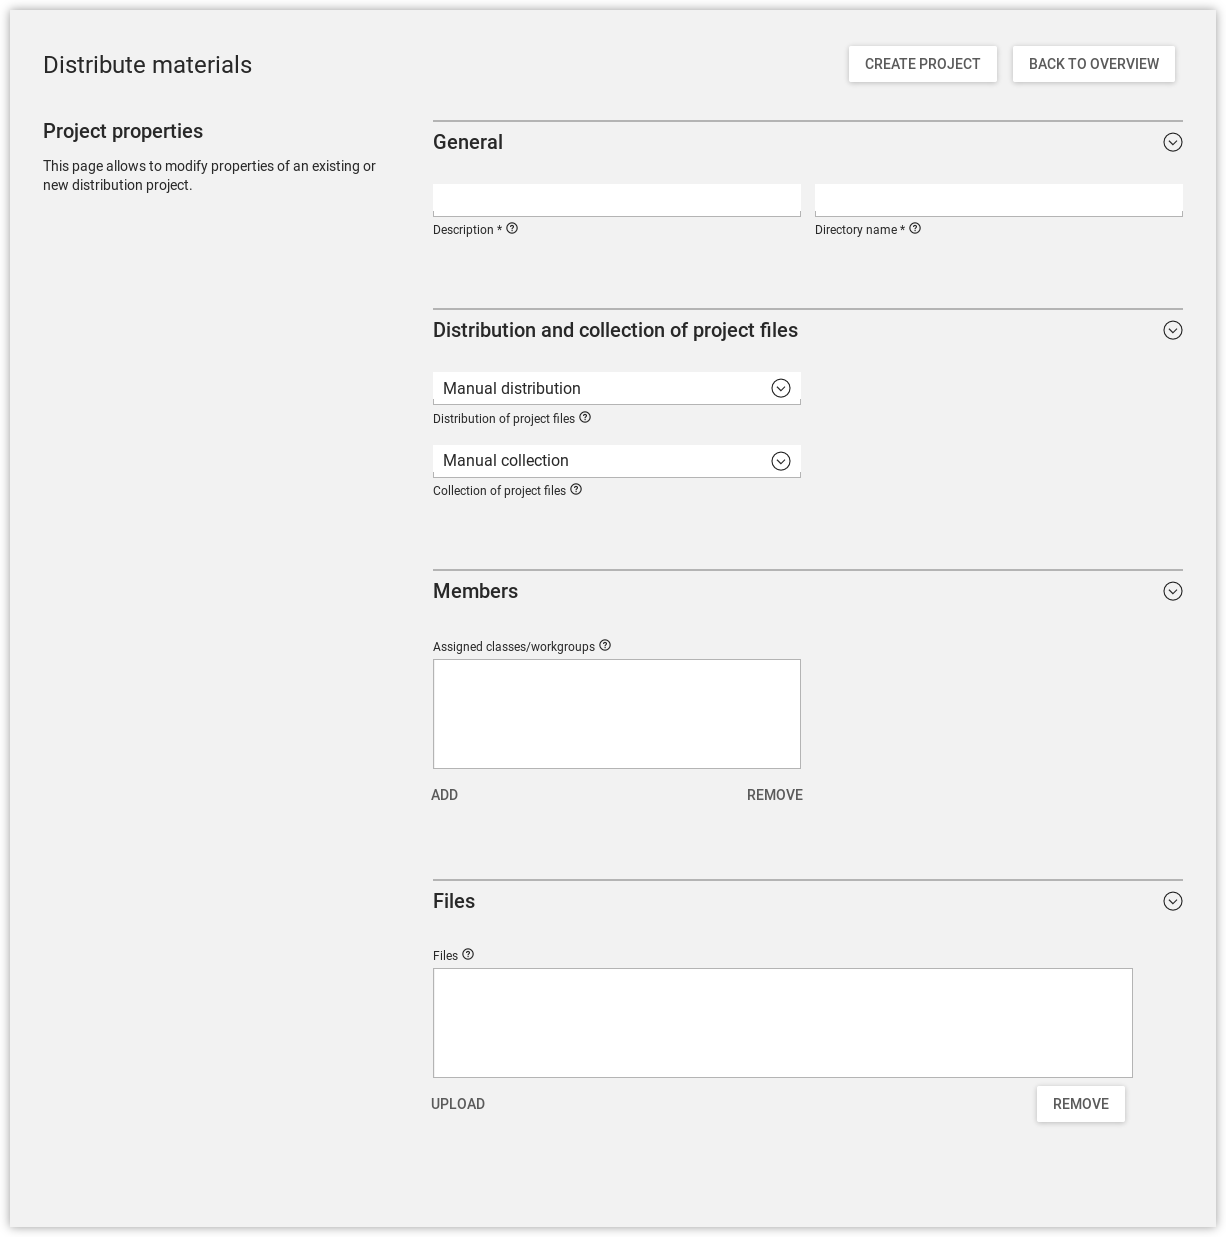 Distribute materials
CREATE PROJECT
BACK TO OVERVIEW
Project properties
This page allows to modify properties of an existing or
new distribution project.
General
Description *
Directory name *
Distribution and collection of project files
Manual distribution
Distribution of project files
Manual collection
Collection of project files
Members
Assigned classes/workgroups
ADD
REMOVE
Files
Files
UPLOAD
REMOVE